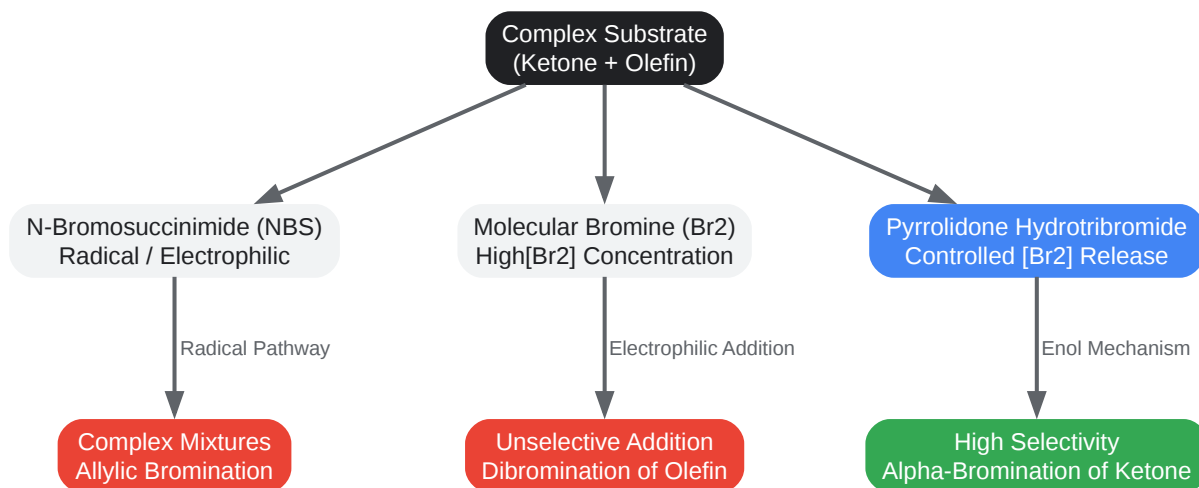 Complex Substrate
(Ketone + Olefin)
N-Bromosuccinimide (NBS)
Radical / Electrophilic
Molecular Bromine (Br2)
High[Br2] Concentration
Pyrrolidone Hydrotribromide
Controlled [Br2] Release
Radical Pathway
Electrophilic Addition
Enol Mechanism
Complex Mixtures
Allylic Bromination
Unselective Addition
Dibromination of Olefin
High Selectivity
Alpha-Bromination of Ketone